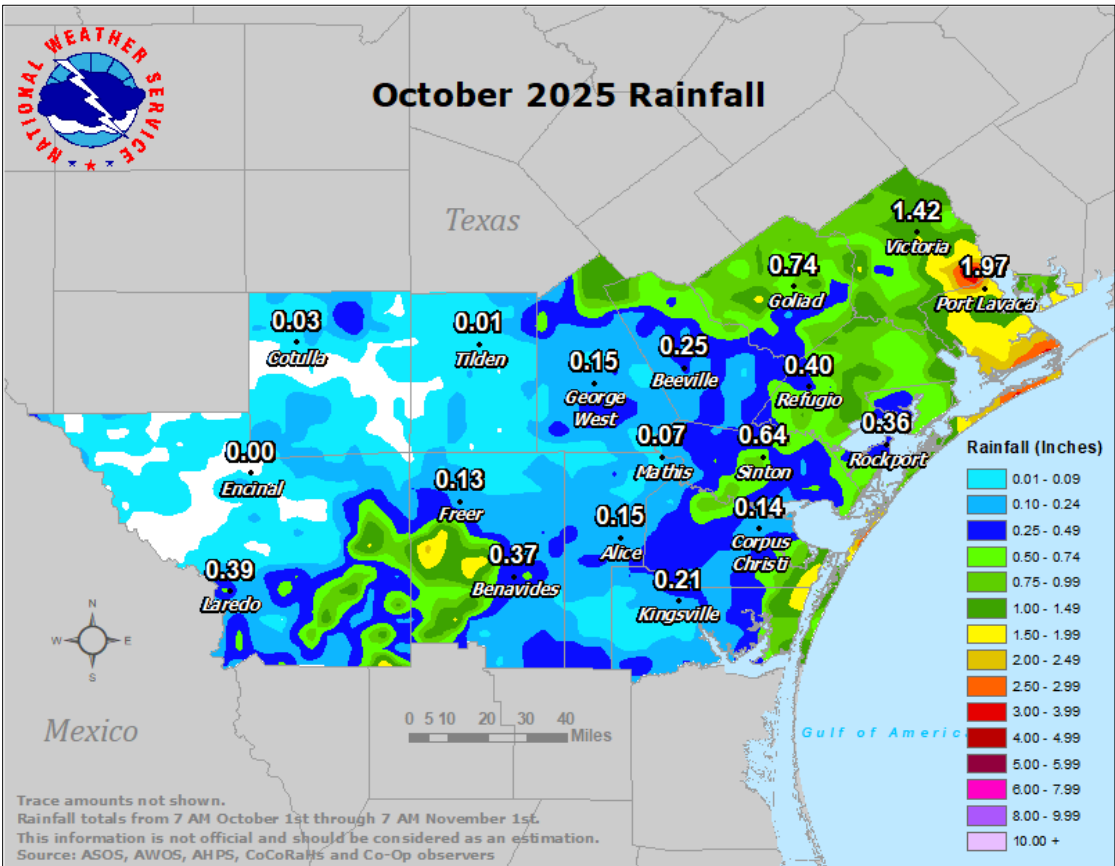 NATIONAL WEATHER SERVICE
October 2025 Rainfall
Texas
1.42
Victoria
1.97
Port Lavaca
0.74
Goliad
0.03
Cotulla
0.01
Tilden
0.25
Beeville
0.15
George
West
0.40
Refugio
0.36
Rockport
0.07
Mathis
0.64
Sinton
0.00
Encinal
0.13
Freer
0.15
Alice
0.14
Corpus
Christi
0.37
Benavides
0.39
Laredo
0.21
Kingsville
Rainfall (Inches)
0.01 - 0.09
0.10 - 0.24
0.25 - 0.49
0.50 - 0.74
0.75 - 0.99
1.00 - 1.49
1.50 - 1.99
2.00 - 2.49
2.50 - 2.99
3.00 - 3.99
4.00 - 4.99
5.00 - 5.99
6.00 - 7.99
8.00 - 9.99
10.00 +
N
W E
S
Mexico
0 5 10 20 30 40
Miles
Gulf of Americ
Trace amounts not shown.
Rainfall totals from 7 AM October 1st through 7 AM November 1st.
This information is not official and should be considered as an estimation.
Source: ASOS, AWOS, AHPS, CoCoRaHs and Co-Op observers